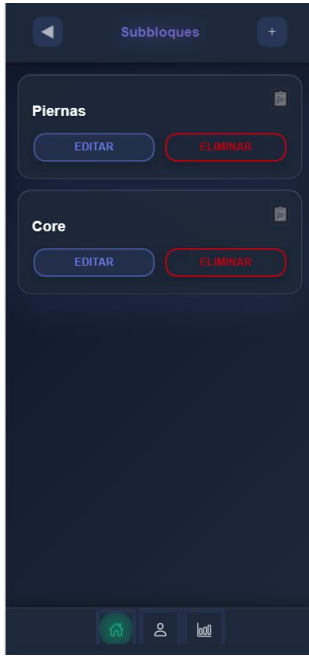 Subbloques
+
Piernas
EDITAR ELIMINAR
Core
EDITAR ELIMINAR